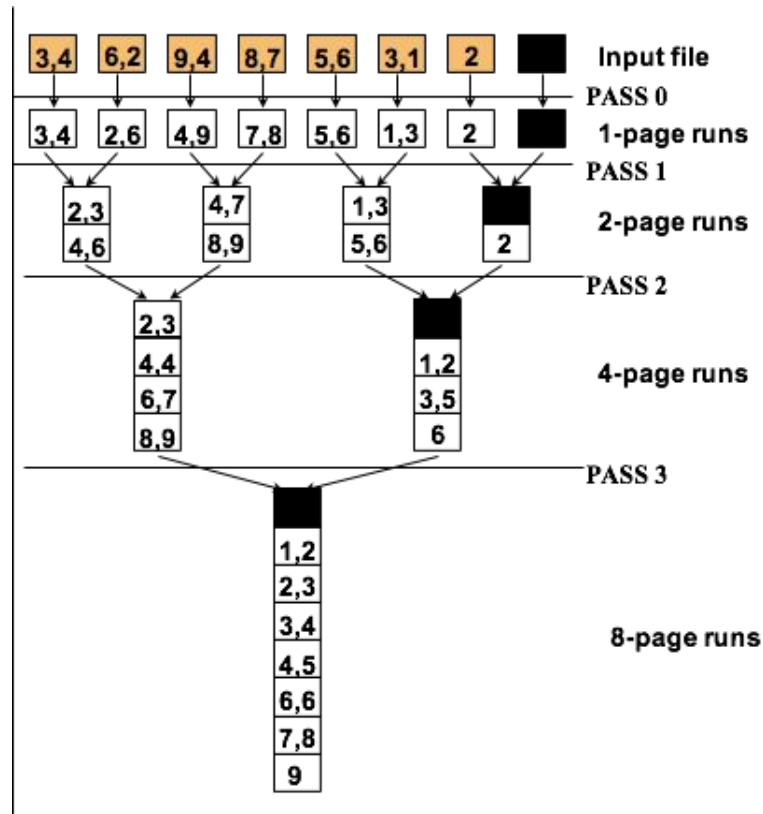 3,4 6,2 9,4 8,7 5,6 3,1 2 Input file
PASS 0
3,4 2,6 4,9 7,8 5,6 1,3 2 1-page runs
PASS 1
2,3 4,7 1,3
2-page runs
4,6 8,9 5,6 2
PASS 2
2,3
4,4 1,2
4-page runs
6,7 3,5
8,9 6
PASS 3
1,2
2,3
3,4
8-page runs
4,5
6,6
7,8
9